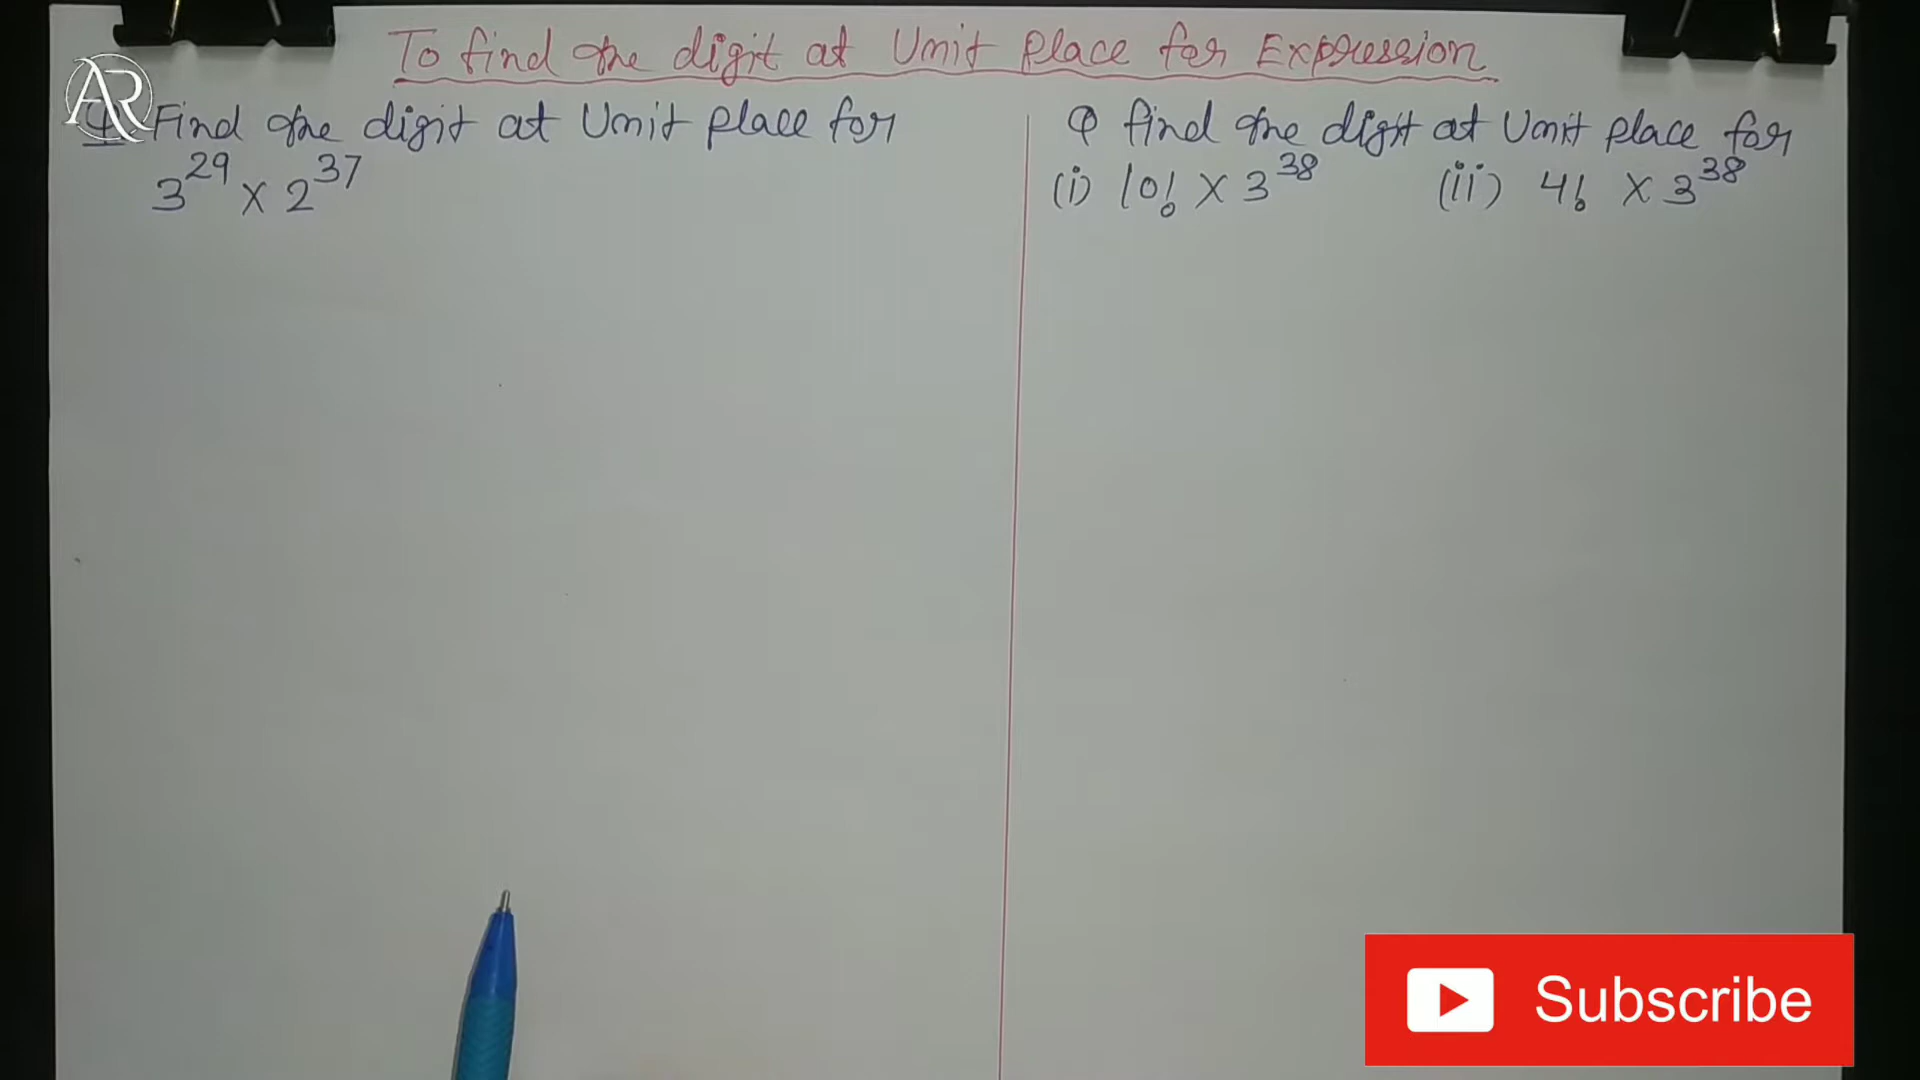 To find the digit at Unit place for Expression
AR
Q Find the digit at Unit place for
3^29 x 2^37
Q find the digit at Unit place for
(i) 10! x 3^38 (ii) 4! x 3^38
Subscribe